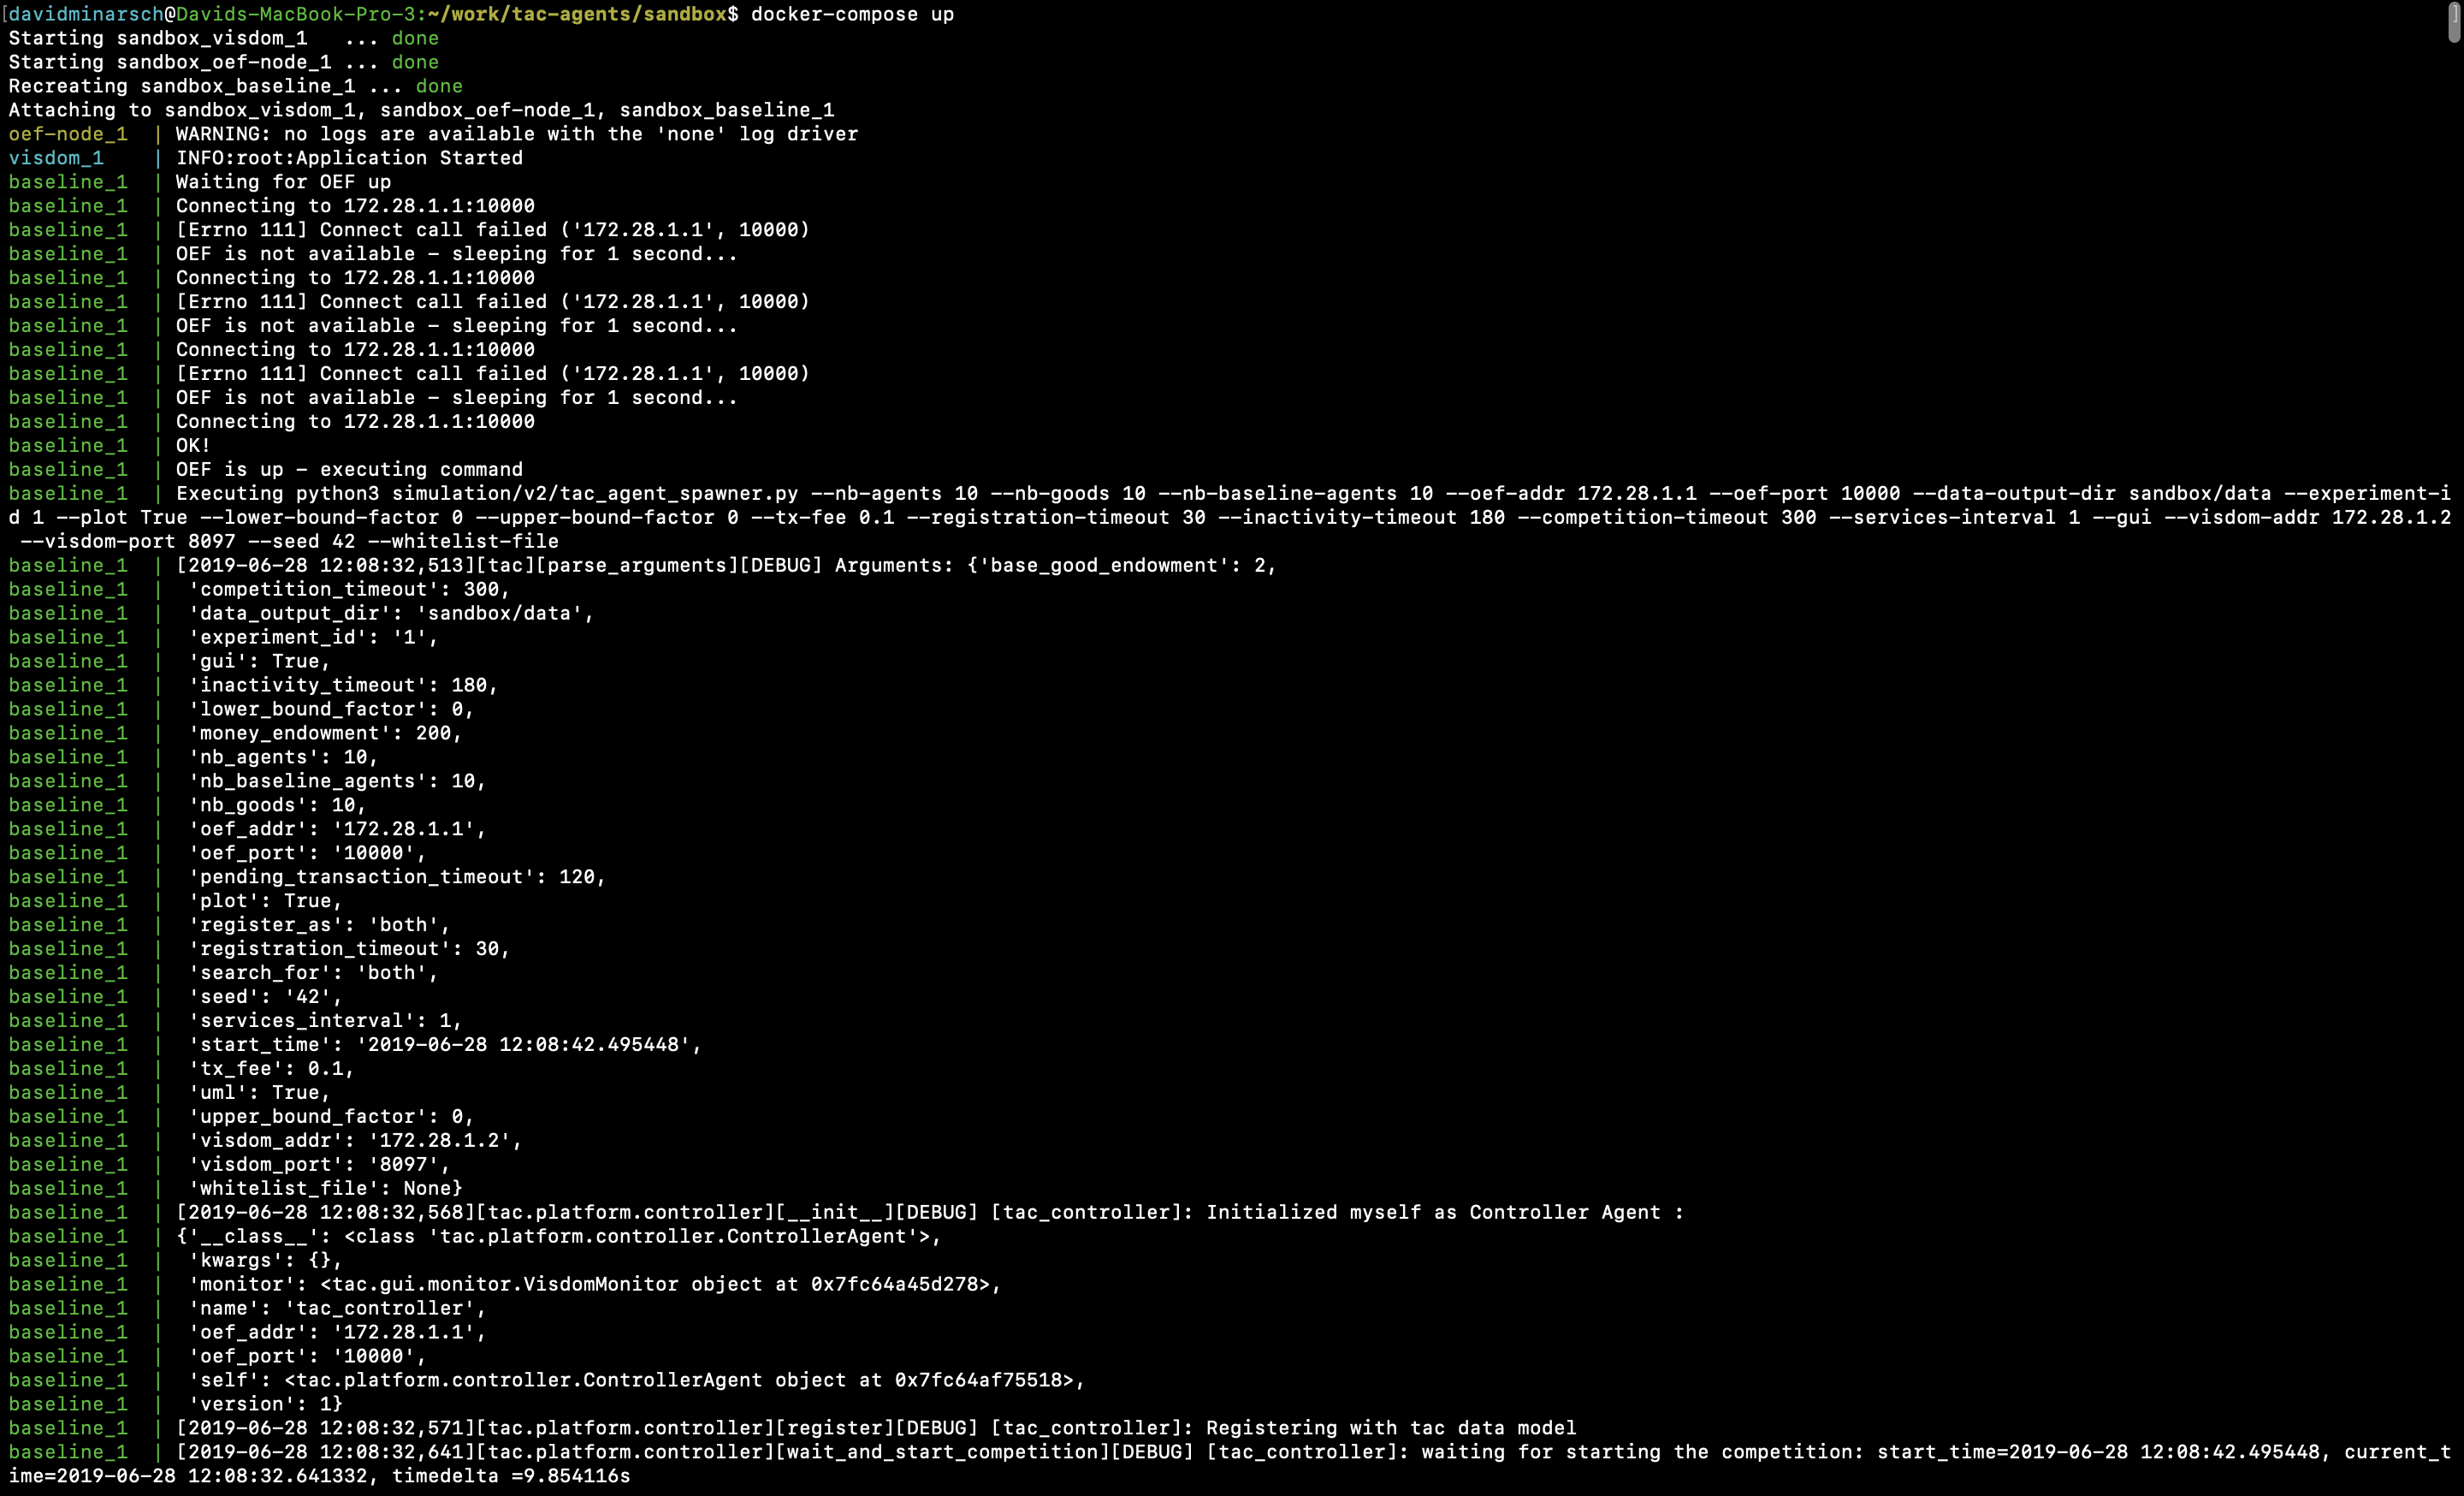 [davidminarsch@Davids-MacBook-Pro-3:~/work/tac-agents/sandbox$ docker-compose up ]
Starting sandbox_visdom_1   ... done
Starting sandbox_oef-node_1 ... done
Recreating sandbox_baseline_1 ... done
Attaching to sandbox_visdom_1, sandbox_oef-node_1, sandbox_baseline_1
oef-node_1  | WARNING: no logs are available with the 'none' log driver
visdom_1    | INFO:root:Application Started
baseline_1  | Waiting for OEF up
baseline_1  | Connecting to 172.28.1.1:10000
baseline_1  | [Errno 111] Connect call failed ('172.28.1.1', 10000)
baseline_1  | OEF is not available - sleeping for 1 second...
baseline_1  | Connecting to 172.28.1.1:10000
baseline_1  | [Errno 111] Connect call failed ('172.28.1.1', 10000)
baseline_1  | OEF is not available - sleeping for 1 second...
baseline_1  | Connecting to 172.28.1.1:10000
baseline_1  | [Errno 111] Connect call failed ('172.28.1.1', 10000)
baseline_1  | OEF is not available - sleeping for 1 second...
baseline_1  | Connecting to 172.28.1.1:10000
baseline_1  | OK!
baseline_1  | OEF is up - executing command
baseline_1  | Executing python3 simulation/v2/tac_agent_spawner.py --nb-agents 10 --nb-goods 10 --nb-baseline-agents 10 --oef-addr 172.28.1.1 --oef-port 10000 --data-output-dir sandbox/data --experiment-i
d 1 --plot True --lower-bound-factor 0 --upper-bound-factor 0 --tx-fee 0.1 --registration-timeout 30 --inactivity-timeout 180 --competition-timeout 300 --services-interval 1 --gui --visdom-addr 172.28.1.2
 --visdom-port 8097 --seed 42 --whitelist-file
baseline_1  | [2019-06-28 12:08:32,513][tac][parse_arguments][DEBUG] Arguments: {'base_good_endowment': 2,
baseline_1  |  'competition_timeout': 300,
baseline_1  |  'data_output_dir': 'sandbox/data',
baseline_1  |  'experiment_id': '1',
baseline_1  |  'gui': True,
baseline_1  |  'inactivity_timeout': 180,
baseline_1  |  'lower_bound_factor': 0,
baseline_1  |  'money_endowment': 200,
baseline_1  |  'nb_agents': 10,
baseline_1  |  'nb_baseline_agents': 10,
baseline_1  |  'nb_goods': 10,
baseline_1  |  'oef_addr': '172.28.1.1',
baseline_1  |  'oef_port': '10000',
baseline_1  |  'pending_transaction_timeout': 120,
baseline_1  |  'plot': True,
baseline_1  |  'register_as': 'both',
baseline_1  |  'registration_timeout': 30,
baseline_1  |  'search_for': 'both',
baseline_1  |  'seed': '42',
baseline_1  |  'services_interval': 1,
baseline_1  |  'start_time': '2019-06-28 12:08:42.495448',
baseline_1  |  'tx_fee': 0.1,
baseline_1  |  'uml': True,
baseline_1  |  'upper_bound_factor': 0,
baseline_1  |  'visdom_addr': '172.28.1.2',
baseline_1  |  'visdom_port': '8097',
baseline_1  |  'whitelist_file': None}
baseline_1  | [2019-06-28 12:08:32,568][tac.platform.controller][__init__][DEBUG] [tac_controller]: Initialized myself as Controller Agent :
baseline_1  | {'__class__': <class 'tac.platform.controller.ControllerAgent'>,
baseline_1  |  'kwargs': {},
baseline_1  |  'monitor': <tac.gui.monitor.VisdomMonitor object at 0x7fc64a45d278>,
baseline_1  |  'name': 'tac_controller',
baseline_1  |  'oef_addr': '172.28.1.1',
baseline_1  |  'oef_port': '10000',
baseline_1  |  'self': <tac.platform.controller.ControllerAgent object at 0x7fc64af75518>,
baseline_1  |  'version': 1}
baseline_1  | [2019-06-28 12:08:32,571][tac.platform.controller][register][DEBUG] [tac_controller]: Registering with tac data model
baseline_1  | [2019-06-28 12:08:32,641][tac.platform.controller][wait_and_start_competition][DEBUG] [tac_controller]: waiting for starting the competition: start_time=2019-06-28 12:08:42.495448, current_t
ime=2019-06-28 12:08:32.641332, timedelta =9.854116s